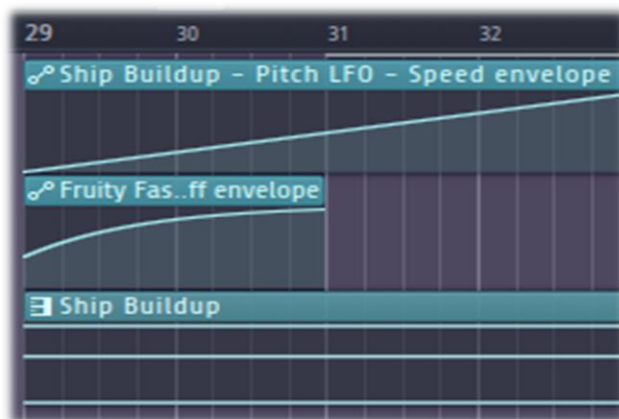 29 30 31 32
Ship Buildup - Pitch LFO - Speed envelope
Fruity Fas..ff envelope
Ship Buildup